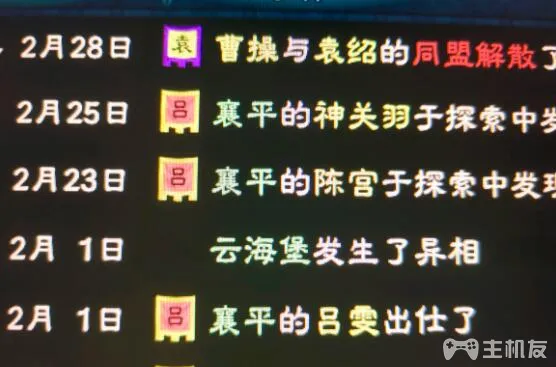 2月28日 袁 曹操与袁绍的同盟解散了
2月25日 吕 襄平的神关羽于探索中发
2月23日 吕 襄平的陈宫于探索中发现
2月 1日 云海堡发生了异相
2月 1日 吕 襄平的吕雯出仕了
主机友